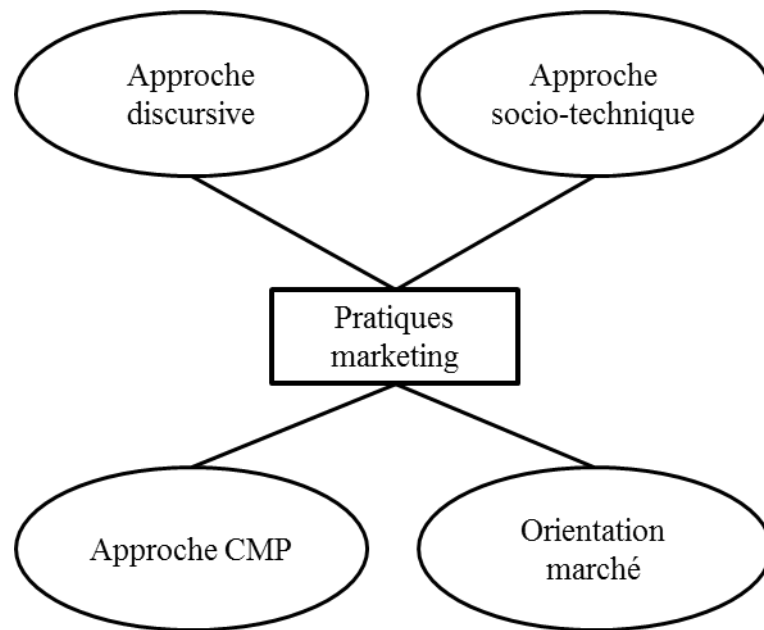 Approche
discursive
Approche
socio-technique
Pratiques
marketing
Approche CMP
Orientation
marché